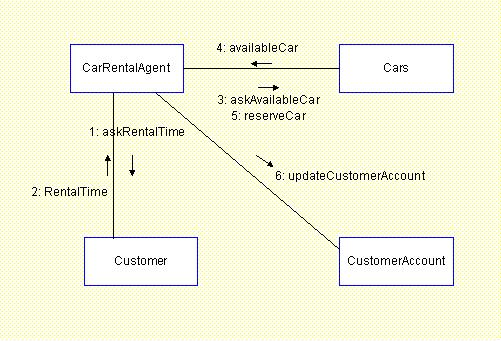 4: availableCar
CarRentalAgent
Cars
3: askAvailableCar
5: reserveCar
1: askRentalTime
6: updateCustomerAccount
2: RentalTime
Customer
CustomerAccount